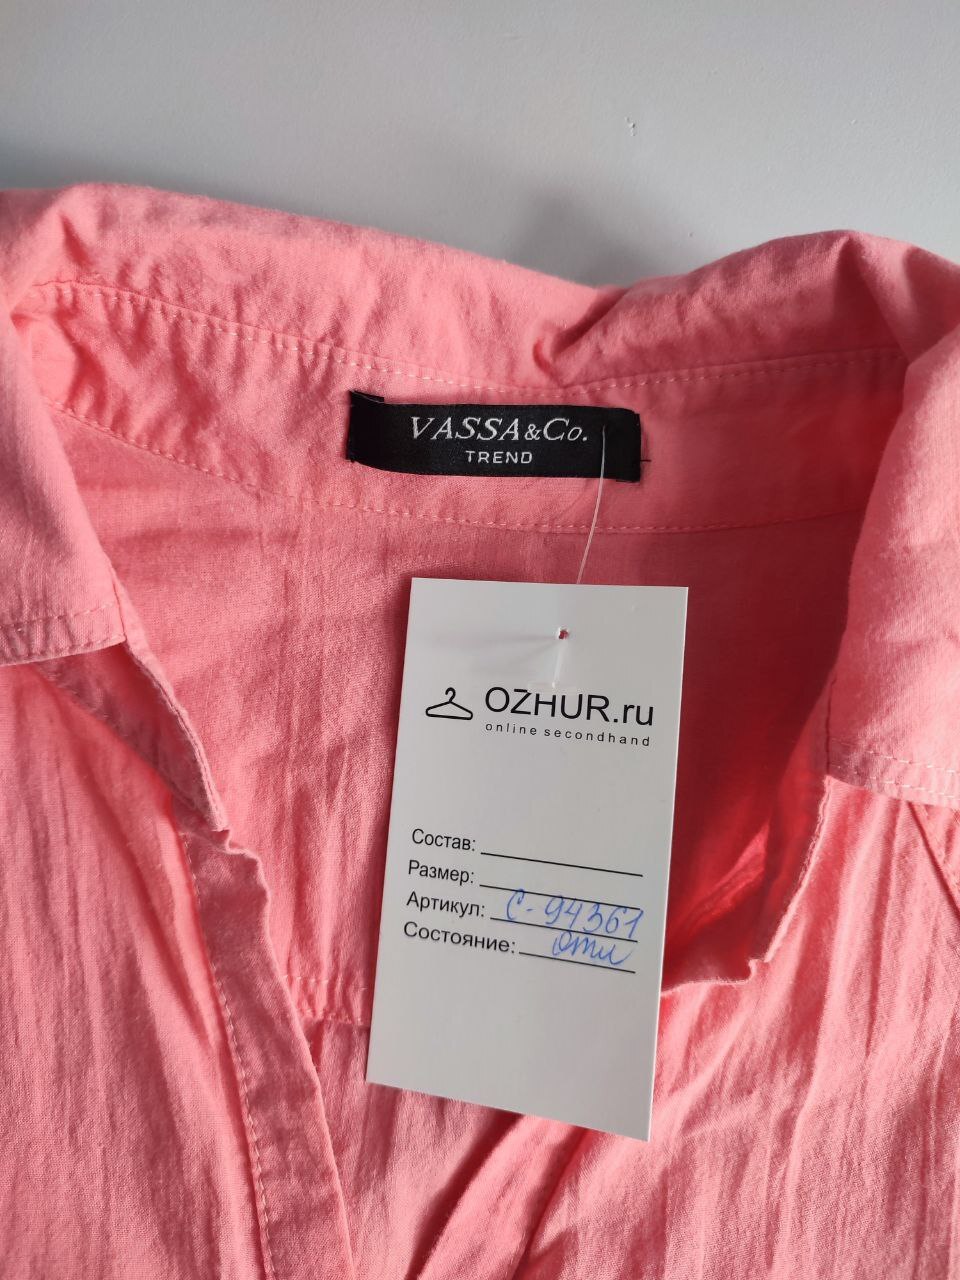 VASSA&Co.
TREND
OZHUR.ru
online secondhand
Состав:
Размер:
Артикул: С-94361
Состояние: отл